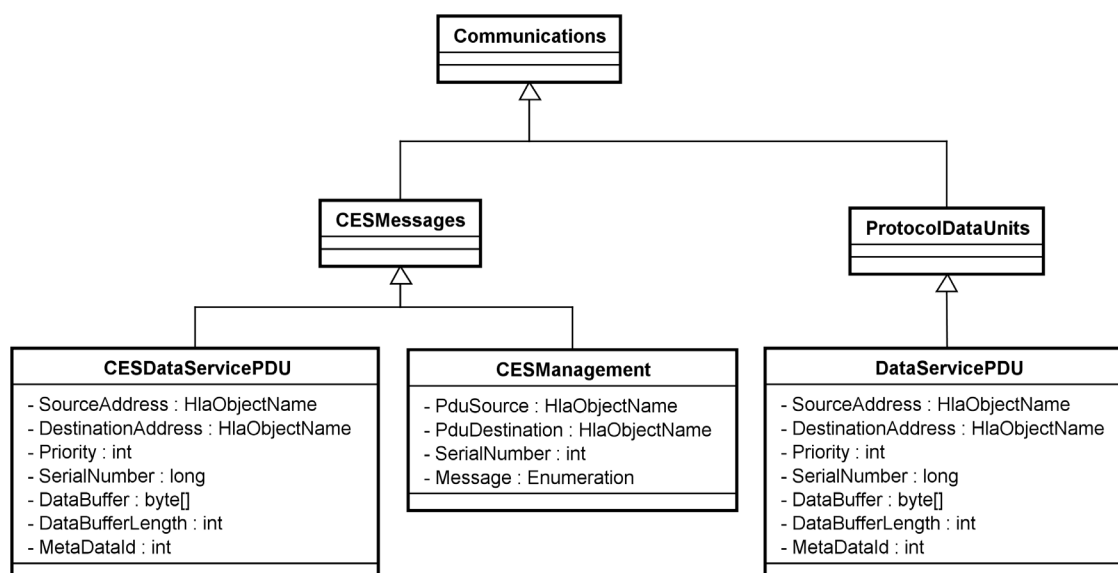 Communications
CESMessages
ProtocolDataUnits
CESDataServicePDU
- SourceAddress : HlaObjectName
- DestinationAddress : HlaObjectName
- Priority : int
- SerialNumber : long
- DataBuffer : byte[]
- DataBufferLength : int
- MetaDataId : int
CESManagement
- PduSource : HlaObjectName
- PduDestination : HlaObjectName
- SerialNumber : int
- Message : Enumeration
DataServicePDU
- SourceAddress : HlaObjectName
- DestinationAddress : HlaObjectName
- Priority : int
- SerialNumber : long
- DataBuffer : byte[]
- DataBufferLength : int
- MetaDataId : int